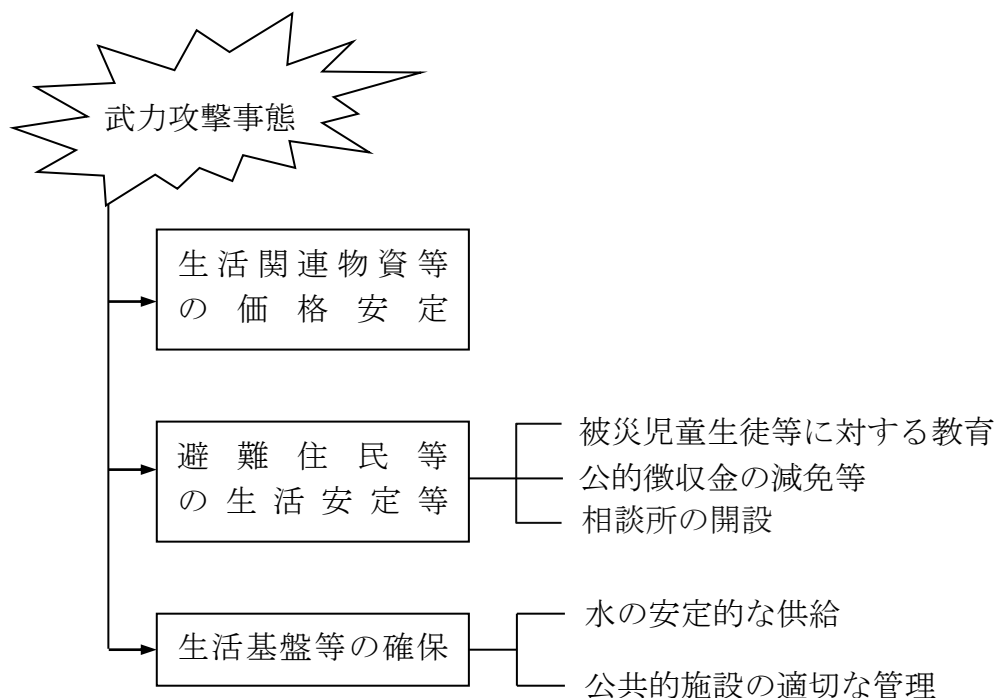 武力攻撃事態
生活関連物資等
の価格安定
避難住民等
の生活安定等
被災児童生徒等に対する教育
公的徴収金の減免等
相談所の開設
生活基盤等の確保
水の安定的な供給
公共的施設の適切な管理